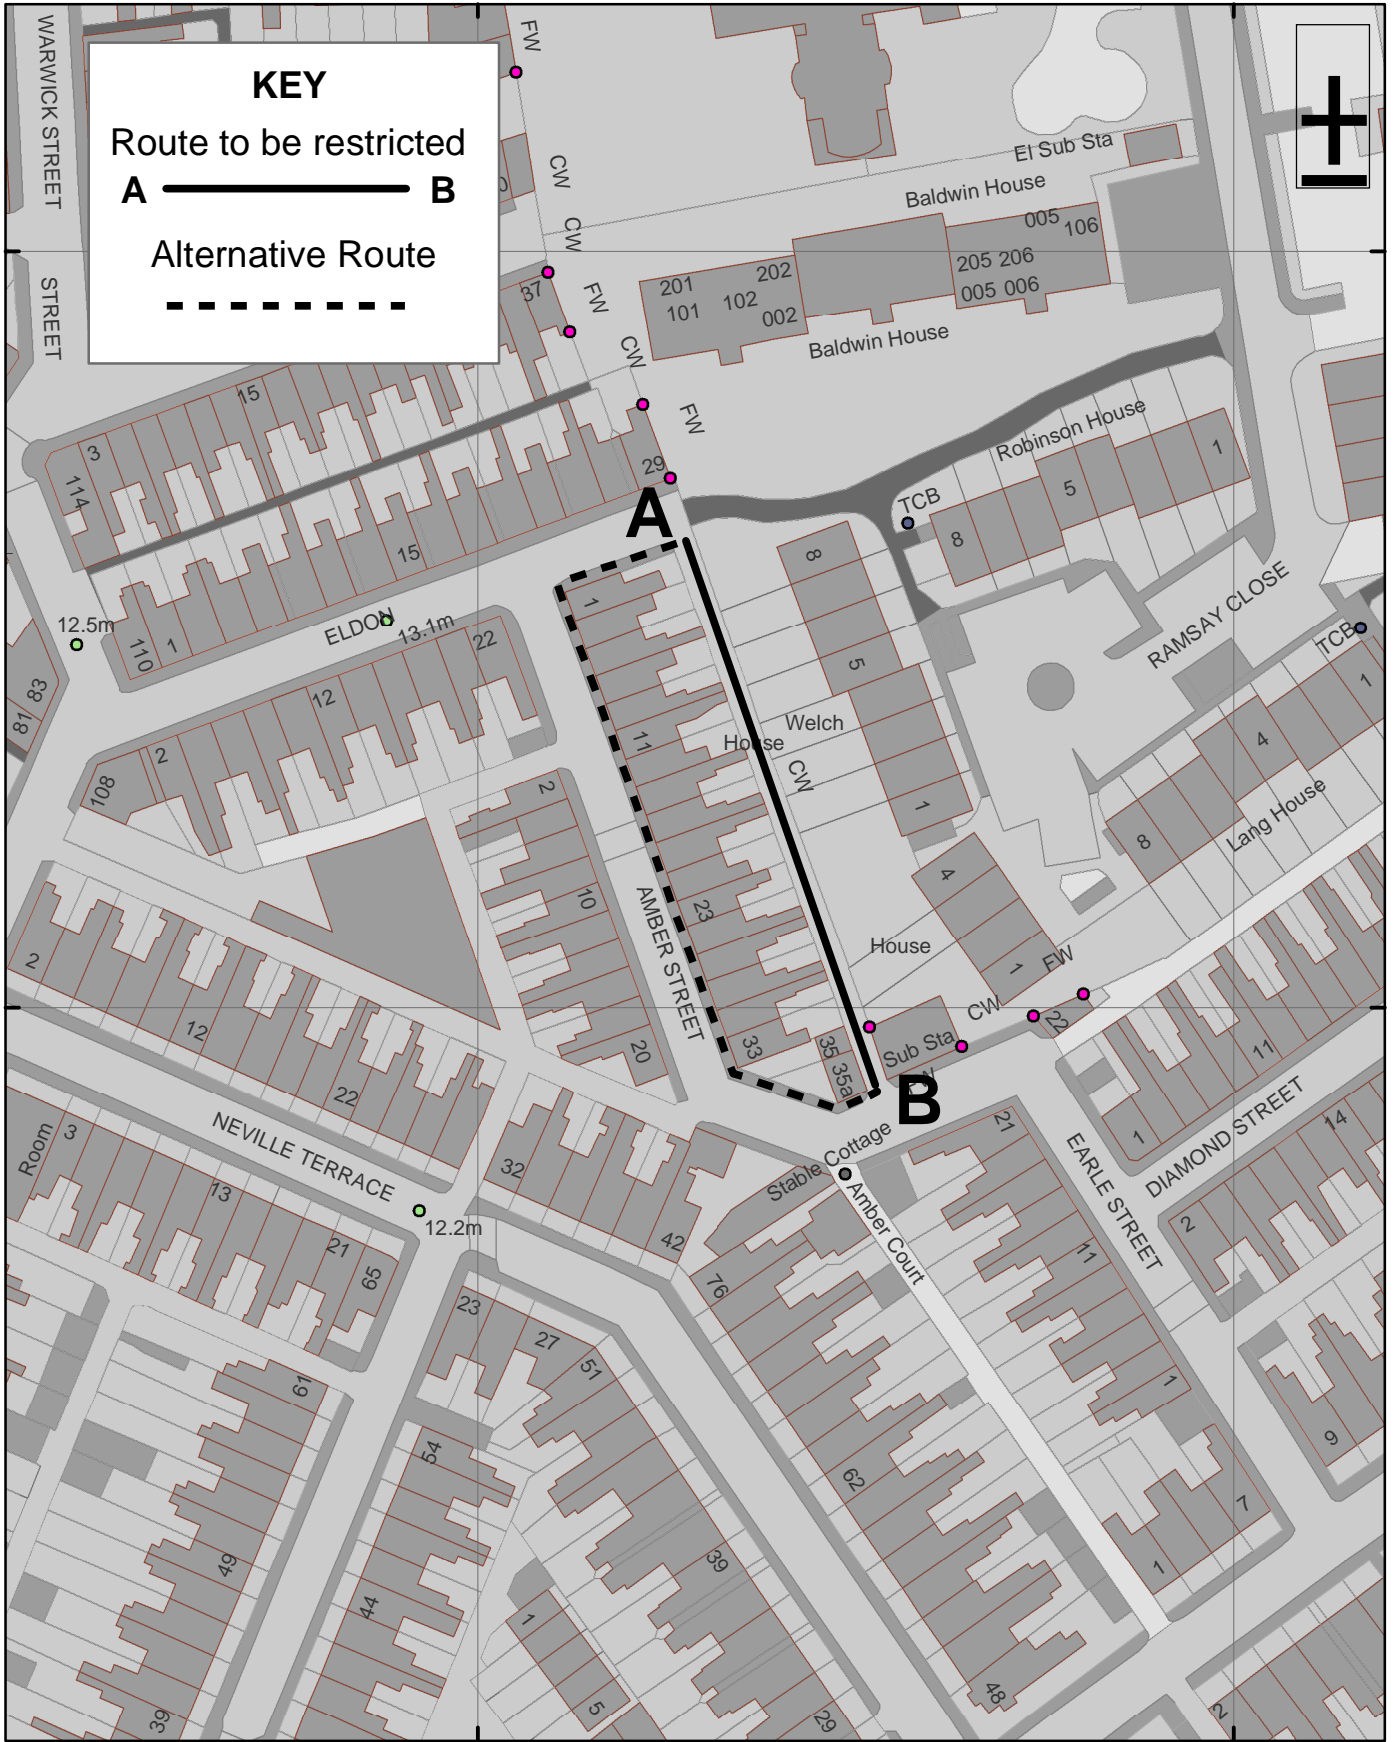 KEY
Route to be restricted
A B
Alternative Route
WARWICK STREET
STREET
FW
CW
CW
FW
CW
FW
El Sub Sta
Baldwin House
005
106
205 206
005 006
201
202
101
102
002
Baldwin House
37
15
3
114
29
15
A
TCB
Robinson House
1
5
8
8
5
1
RAMSAY CLOSE
TCB
1
4
8
Lang House
12.5m
110
1
ELDON
13.1m
22
12
2
108
83
81
1
11
23
33
35
35a
Welch
House
CW
House
4
1
FW
CW
22
Sub Sta
B
2
10
20
AMBER STREET
2
12
22
NEVILLE TERRACE
Room
3
13
21
65
12.2m
32
42
Stable Cottage
Amber Court
21
11
1
EARLE STREET
DIAMOND STREET
1
11
14
2
9
7
1
76
62
48
23
27
51
39
29
61
49
39
54
44
1
5
2